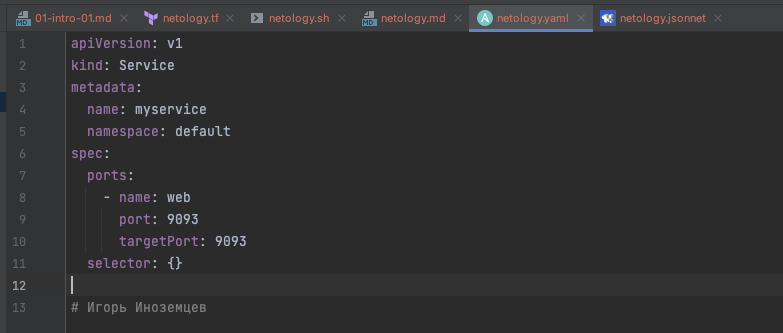 01-intro-01.md netology.tf netology.sh netology.md netology.yaml netology.jsonnet
1 apiVersion: v1
2 kind: Service
3 metadata:
4   name: myservice
5   namespace: default
6 spec:
7   ports:
8     - name: web
9       port: 9093
10       targetPort: 9093
11   selector: {}
12
13 # Игорь Иноземцев